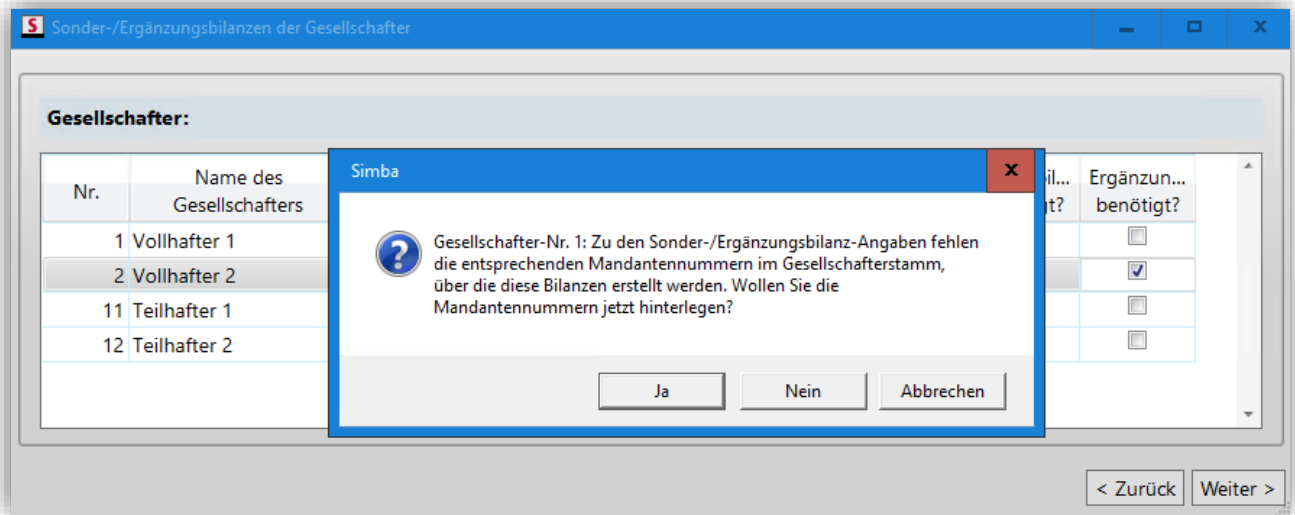 S Sonder-/Ergänzungsbilanzen der Gesellschafter
Gesellschafter:
Nr.
Name des
Gesellschafters
il...
t?
Ergänzun...
benötigt?
1 Vollhafter 1
2 Vollhafter 2
11 Teilhafter 1
12 Teilhafter 2
Simba
x
Gesellschafter-Nr. 1: Zu den Sonder-/Ergänzungsbilanz-Angaben fehlen
die entsprechenden Mandantennummern im Gesellschafterstamm,
über die diese Bilanzen erstellt werden. Wollen Sie die
Mandantennummern jetzt hinterlegen?
Ja Nein Abbrechen
< Zurück Weiter >